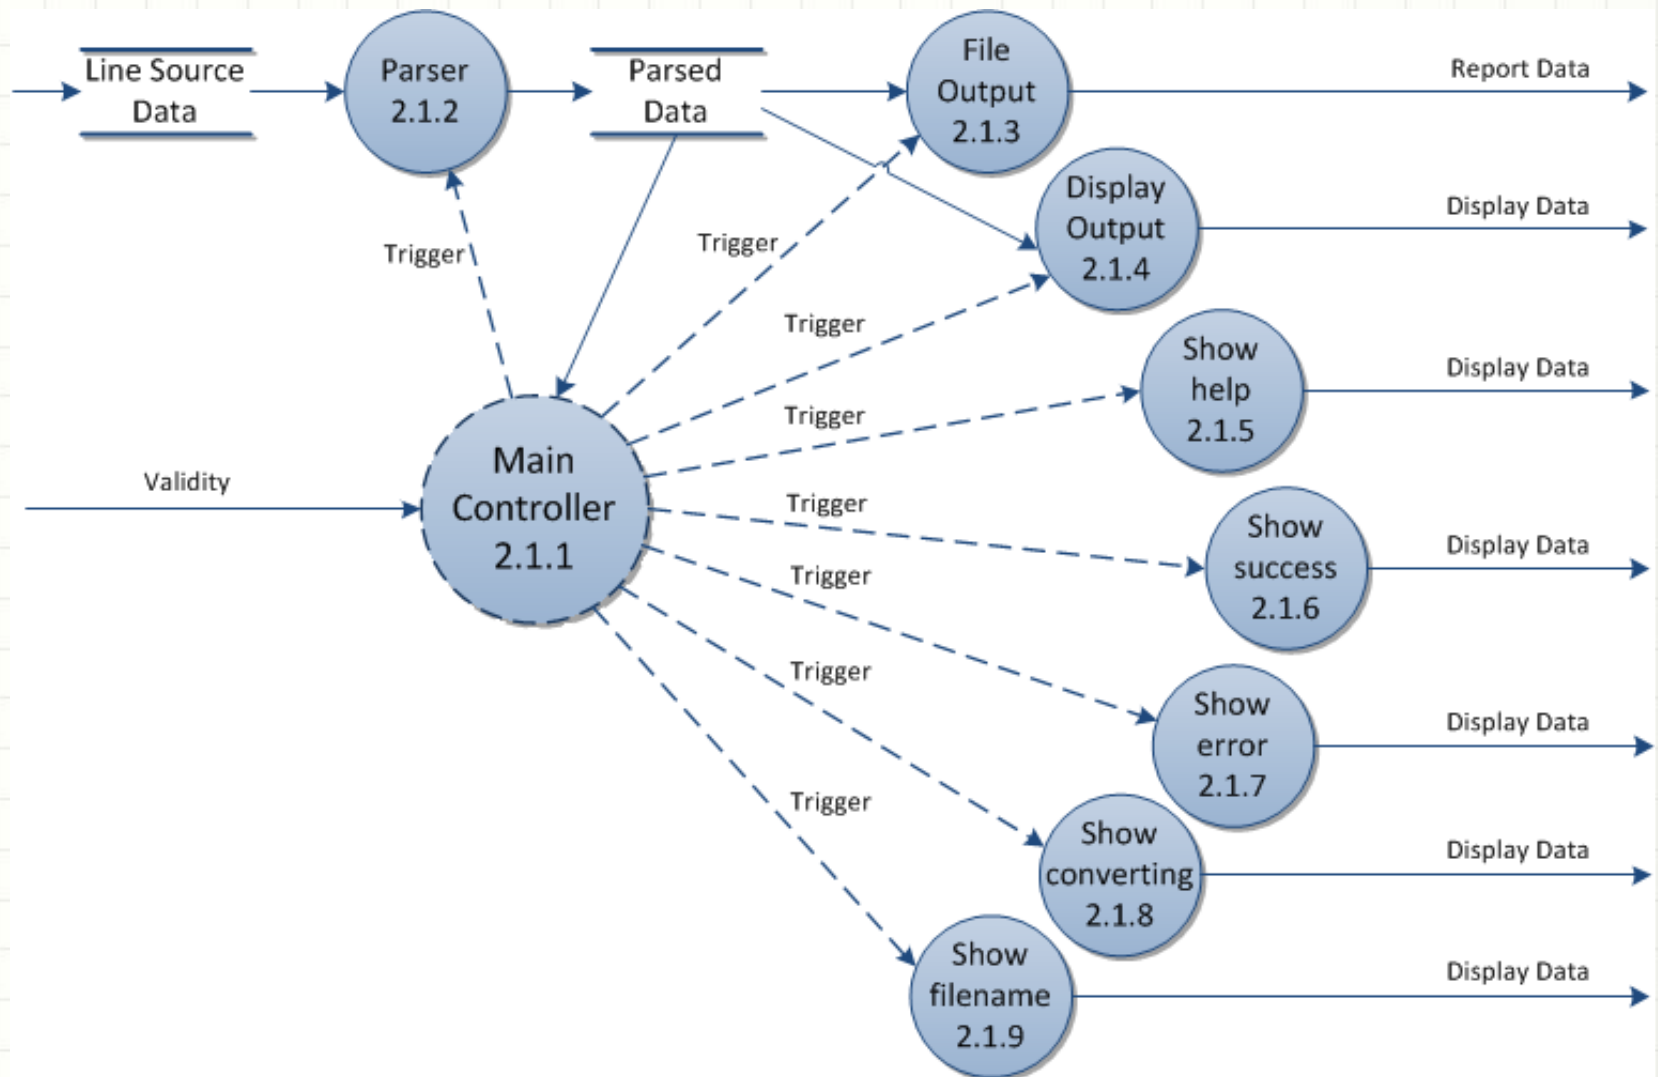 Line Source
Data
Parser
2.1.2
Parsed
Data
File
Output
2.1.3
Report Data
Display
Output
2.1.4
Display Data
Trigger
Trigger
Trigger
Show
help
2.1.5
Display Data
Trigger
Main
Controller
2.1.1
Validity
Trigger
Show
success
2.1.6
Display Data
Trigger
Show
error
2.1.7
Display Data
Trigger
Show
converting
2.1.8
Display Data
Trigger
Show
filename
2.1.9
Display Data